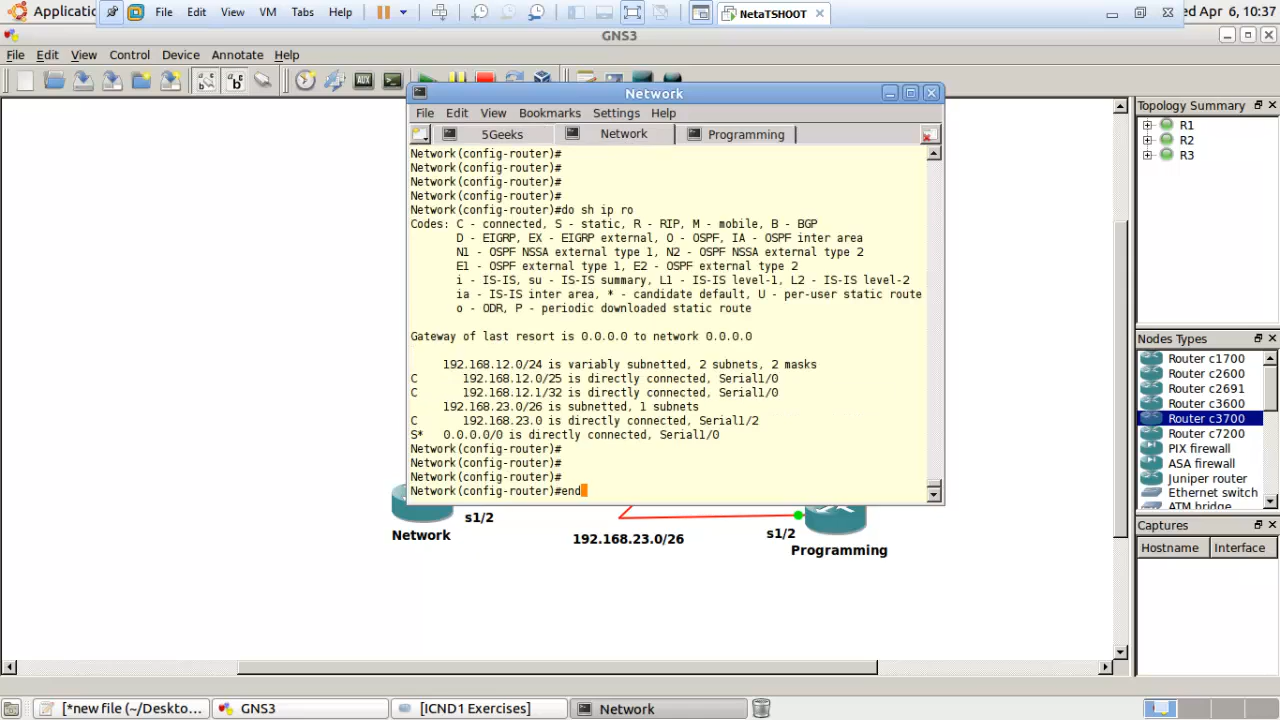 Applicatio File Edit View VM Tabs Help NetaTSHOOT ed Apr 6, 10:37
GNS3
File Edit View Control Device Annotate Help
AUX
Network
File Edit View Bookmarks Settings Help
5Geeks Network Programming
Network(config-router)#
Network(config-router)#
Network(config-router)#
Network(config-router)#
Network(config-router)#do sh ip ro
Codes: C - connected, S - static, R - RIP, M - mobile, B - BGP
D - EIGRP, EX - EIGRP external, O - OSPF, IA - OSPF inter area
N1 - OSPF NSSA external type 1, N2 - OSPF NSSA external type 2
E1 - OSPF external type 1, E2 - OSPF external type 2
i - IS-IS, su - IS-IS summary, L1 - IS-IS level-1, L2 - IS-IS level-2
ia - IS-IS inter area, * - candidate default, U - per-user static route
o - ODR, P - periodic downloaded static route
Gateway of last resort is 0.0.0.0 to network 0.0.0.0
192.168.12.0/24 is variably subnetted, 2 subnets, 2 masks
C 192.168.12.0/25 is directly connected, Serial1/0
C 192.168.12.1/32 is directly connected, Serial1/0
192.168.23.0/26 is subnetted, 1 subnets
C 192.168.23.0 is directly connected, Serial1/2
S* 0.0.0.0/0 is directly connected, Serial1/0
Network(config-router)#
Network(config-router)#
Network(config-router)#
Network(config-router)#end
s1/2
Network
192.168.23.0/26
s1/2
Programming
Topology Summary
R1
R2
R3
Nodes Types
Router c1700
Router c2600
Router c2691
Router c3600
Router c3700
Router c7200
PIX firewall
ASA firewall
Juniper router
Ethernet switch
ATM bridge
Captures
Hostname Interface
[*new file (~/Deskto... GNS3 [ICND1 Exercises] Network